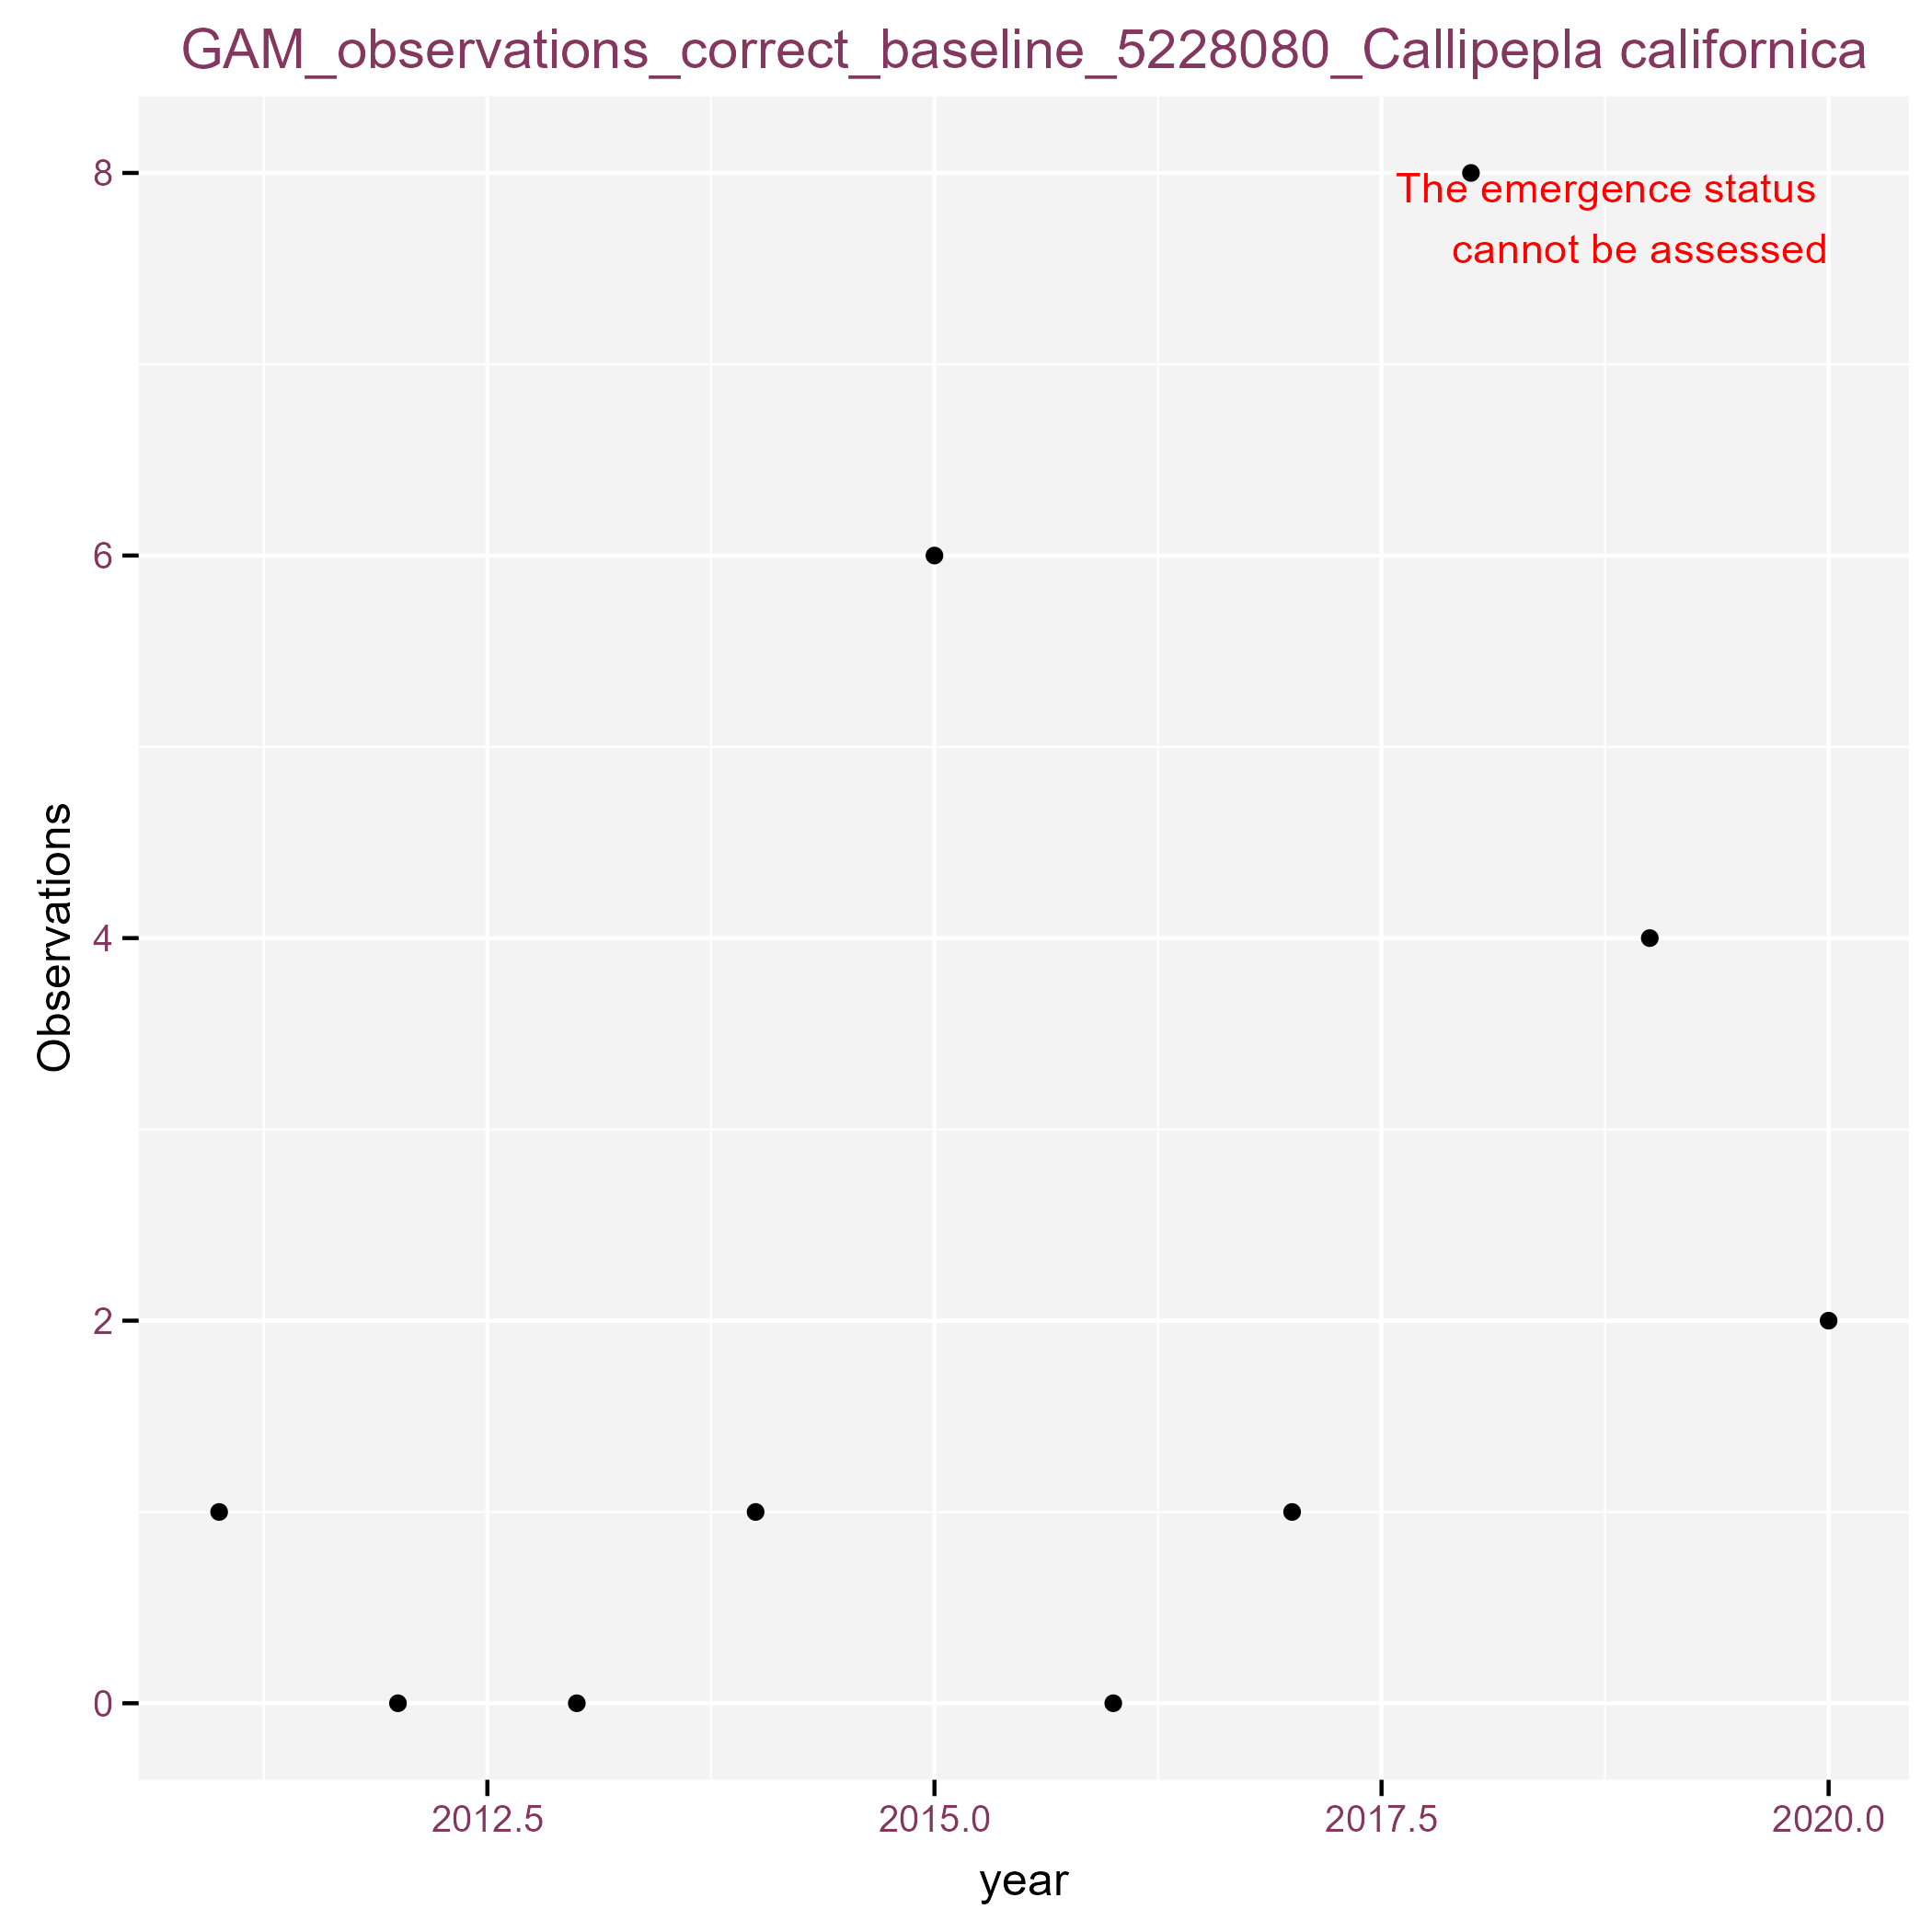 GAM_observations_correct_baseline_5228080_Callipepla californica
8
The emergence status
cannot be assessed
6
4
2
0
Observations
2012.5 2015.0 2017.5 2020.0
year